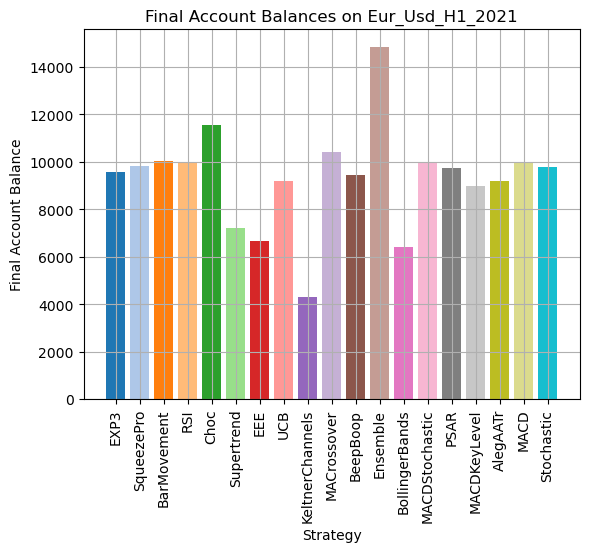 Final Account Balances on Eur_Usd_H1_2021
Final Account Balance
14000
12000
10000
8000
6000
4000
2000
0
EXP3
SqueezePro
BarMovement
RSI
Choc
Supertrend
EEE
UCB
KeltnerChannels
MACrossover
BeepBoop
Ensemble
BollingerBands
MACDStochastic
PSAR
MACDKeyLevel
AlegAATr
MACD
Stochastic
Strategy